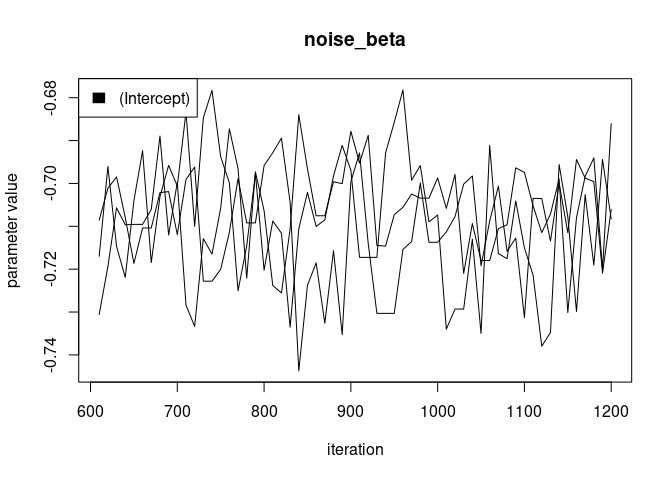 noise_beta
(Intercept)
parameter value
-0.68
-0.70
-0.72
-0.74
600 700 800 900 1000 1100 1200
iteration